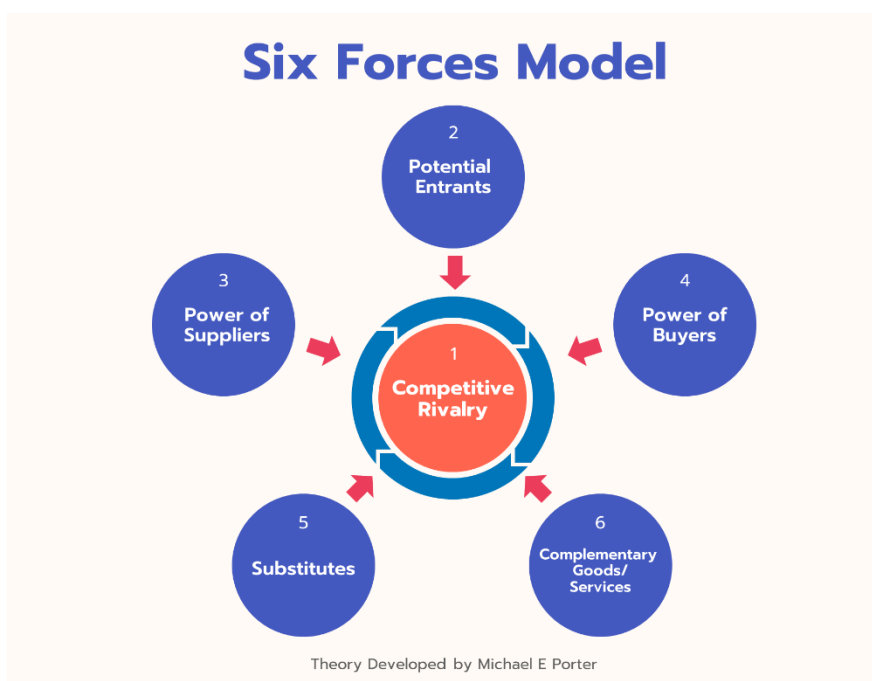 Six Forces Model
2
Potential
Entrants
3
Power of
Suppliers
4
Power of
Buyers
1
Competitive
Rivalry
5
Substitutes
6
Complementary
Goods/
Services
Theory Developed by Michael E Porter